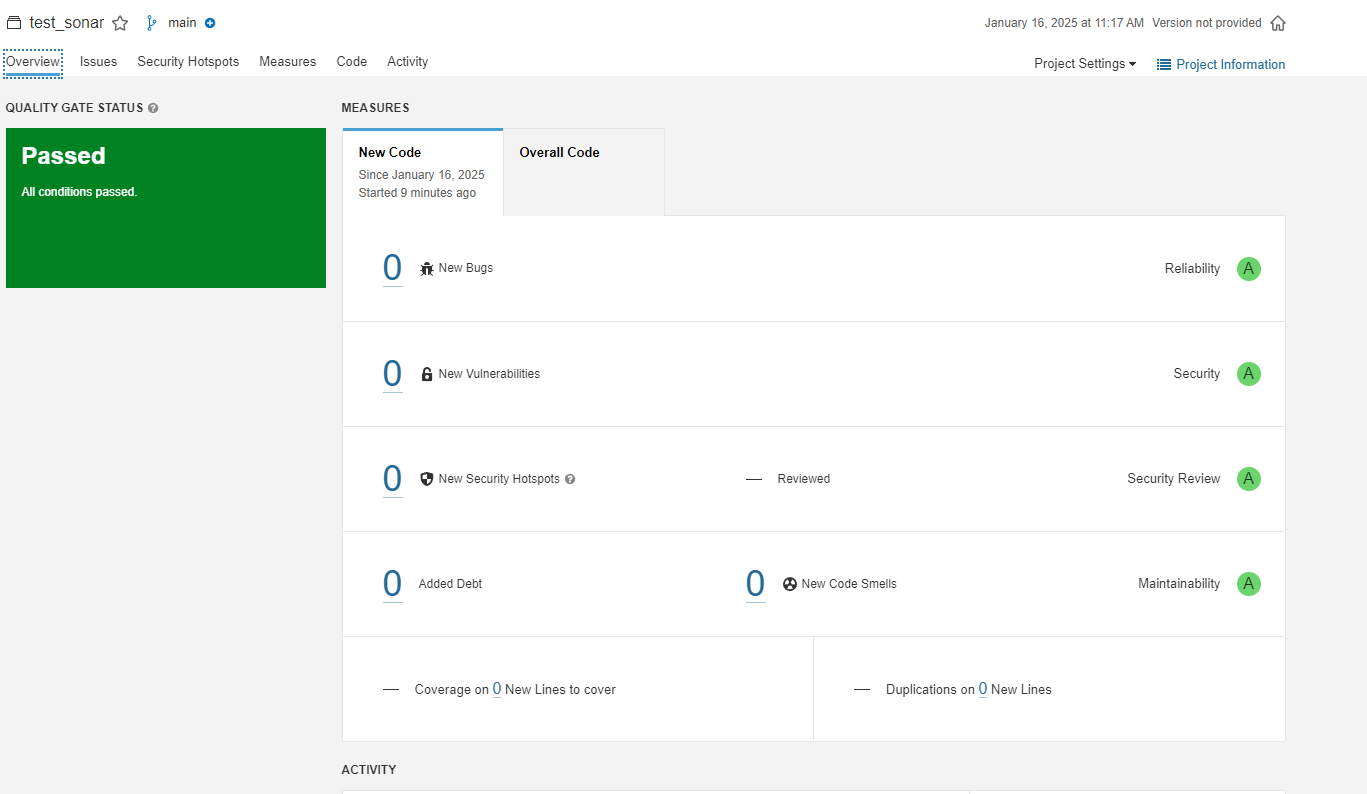 test_sonar main January 16, 2025 at 11:17 AM Version not provided
Overview Issues Security Hotspots Measures Code Activity Project Settings Project Information
QUALITY GATE STATUS ?
Passed
All conditions passed.
MEASURES
New Code
Since January 16, 2025
Started 9 minutes ago
Overall Code
0 New Bugs Reliability A
0 New Vulnerabilities Security A
0 New Security Hotspots ? — Reviewed Security Review A
0 Added Debt 0 New Code Smells Maintainability A
— Coverage on 0 New Lines to cover — Duplications on 0 New Lines
ACTIVITY